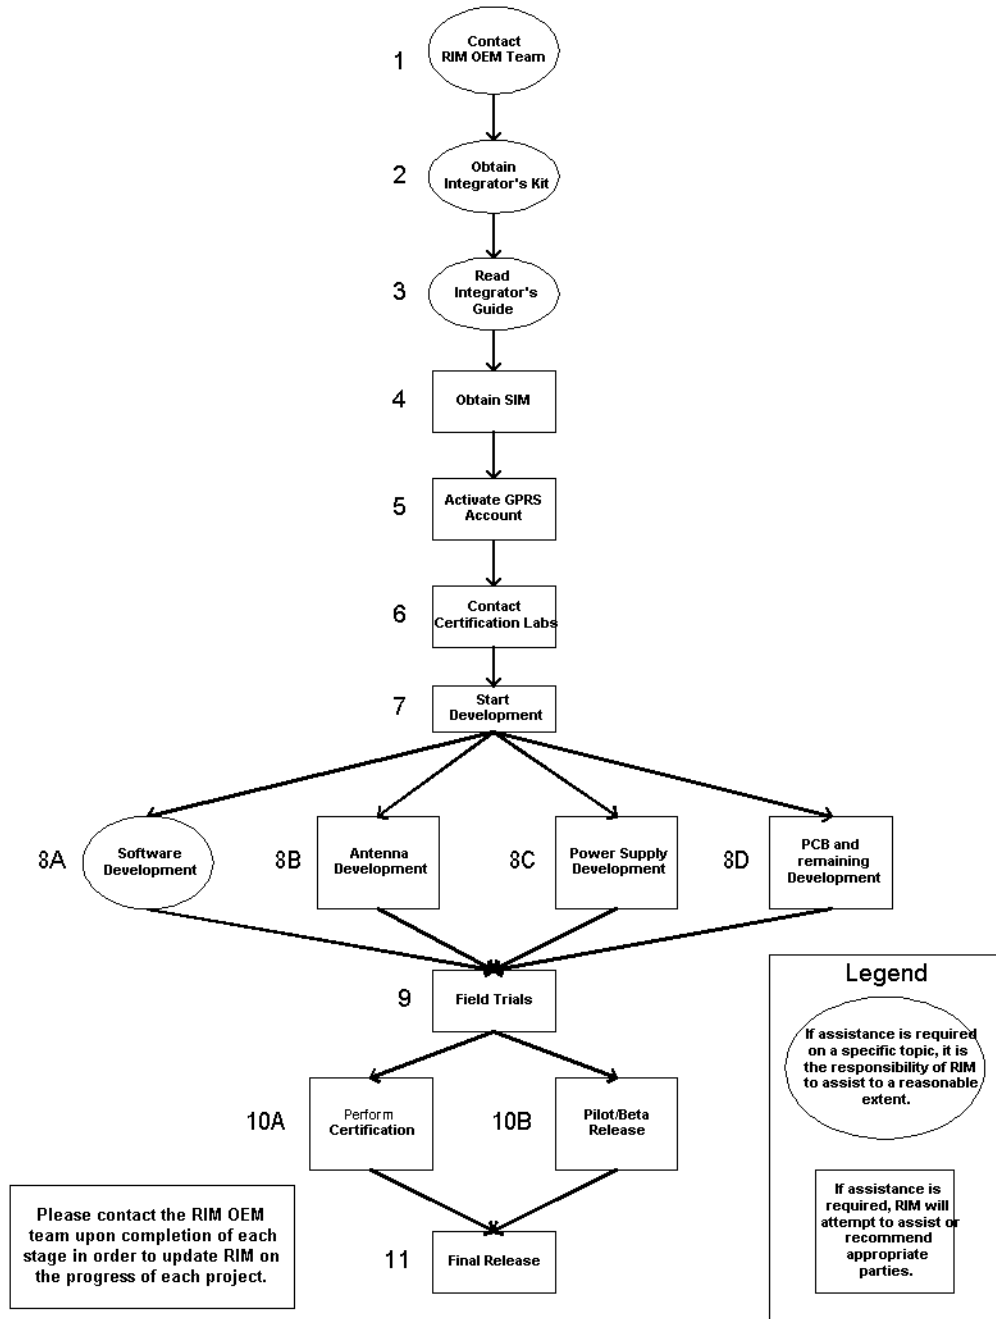 1
Contact
RIM OEM Team
2
Obtain
Integrator's Kit
3
Read
Integrator's
Guide
4
Obtain SIM
5
Activate GPRS
Account
6
Contact
Certification Labs
7
Start
Development
8A
Software
Development
8B
Antenna
Development
8C
Power Supply
Development
8D
PCB and
remaining
Development
9
Field Trials
10A
Perform
Certification
10B
Pilot/Beta
Release
11
Final Release
Please contact the RIM OEM
team upon completion of each
stage in order to update RIM on
the progress of each project.
Legend
If assistance is required
on a specific topic, it is
the responsibility of RIM
to assist to a reasonable
extent.
If assistance is
required, RIM will
attempt to assist or
recommend
appropriate
parties.